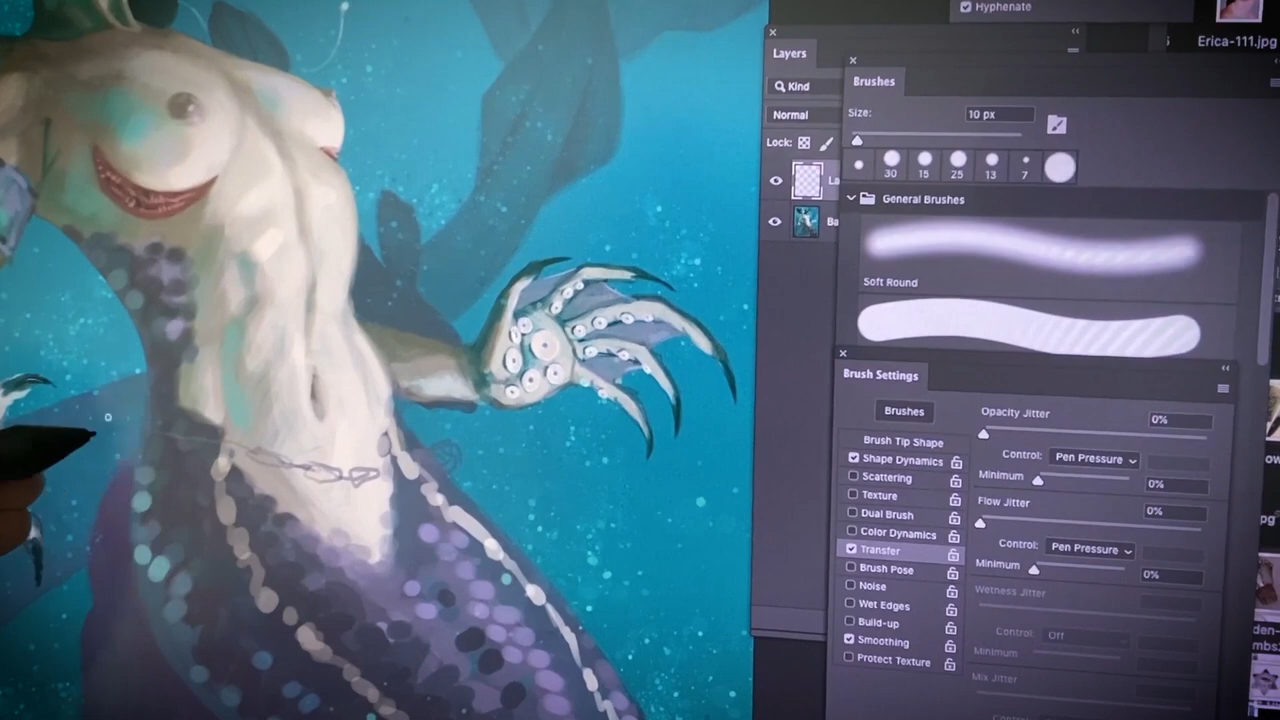 Hyphenate
Erica-111.jpg
Layers
Kind
Normal
Lock:
Brushes
Size:
10 px
30 15 25 13 7
General Brushes
Soft Round
Brush Settings
Brushes
Brush Tip Shape
Shape Dynamics
Scattering
Texture
Dual Brush
Color Dynamics
Transfer
Brush Pose
Noise
Wet Edges
Build-up
Smoothing
Protect Texture
Opacity Jitter 0%
Control: Pen Pressure
Minimum 0%
Flow Jitter 0%
Control: Pen Pressure
Minimum 0%
Wetness Jitter
Control: Off
Minimum
Mix Jitter